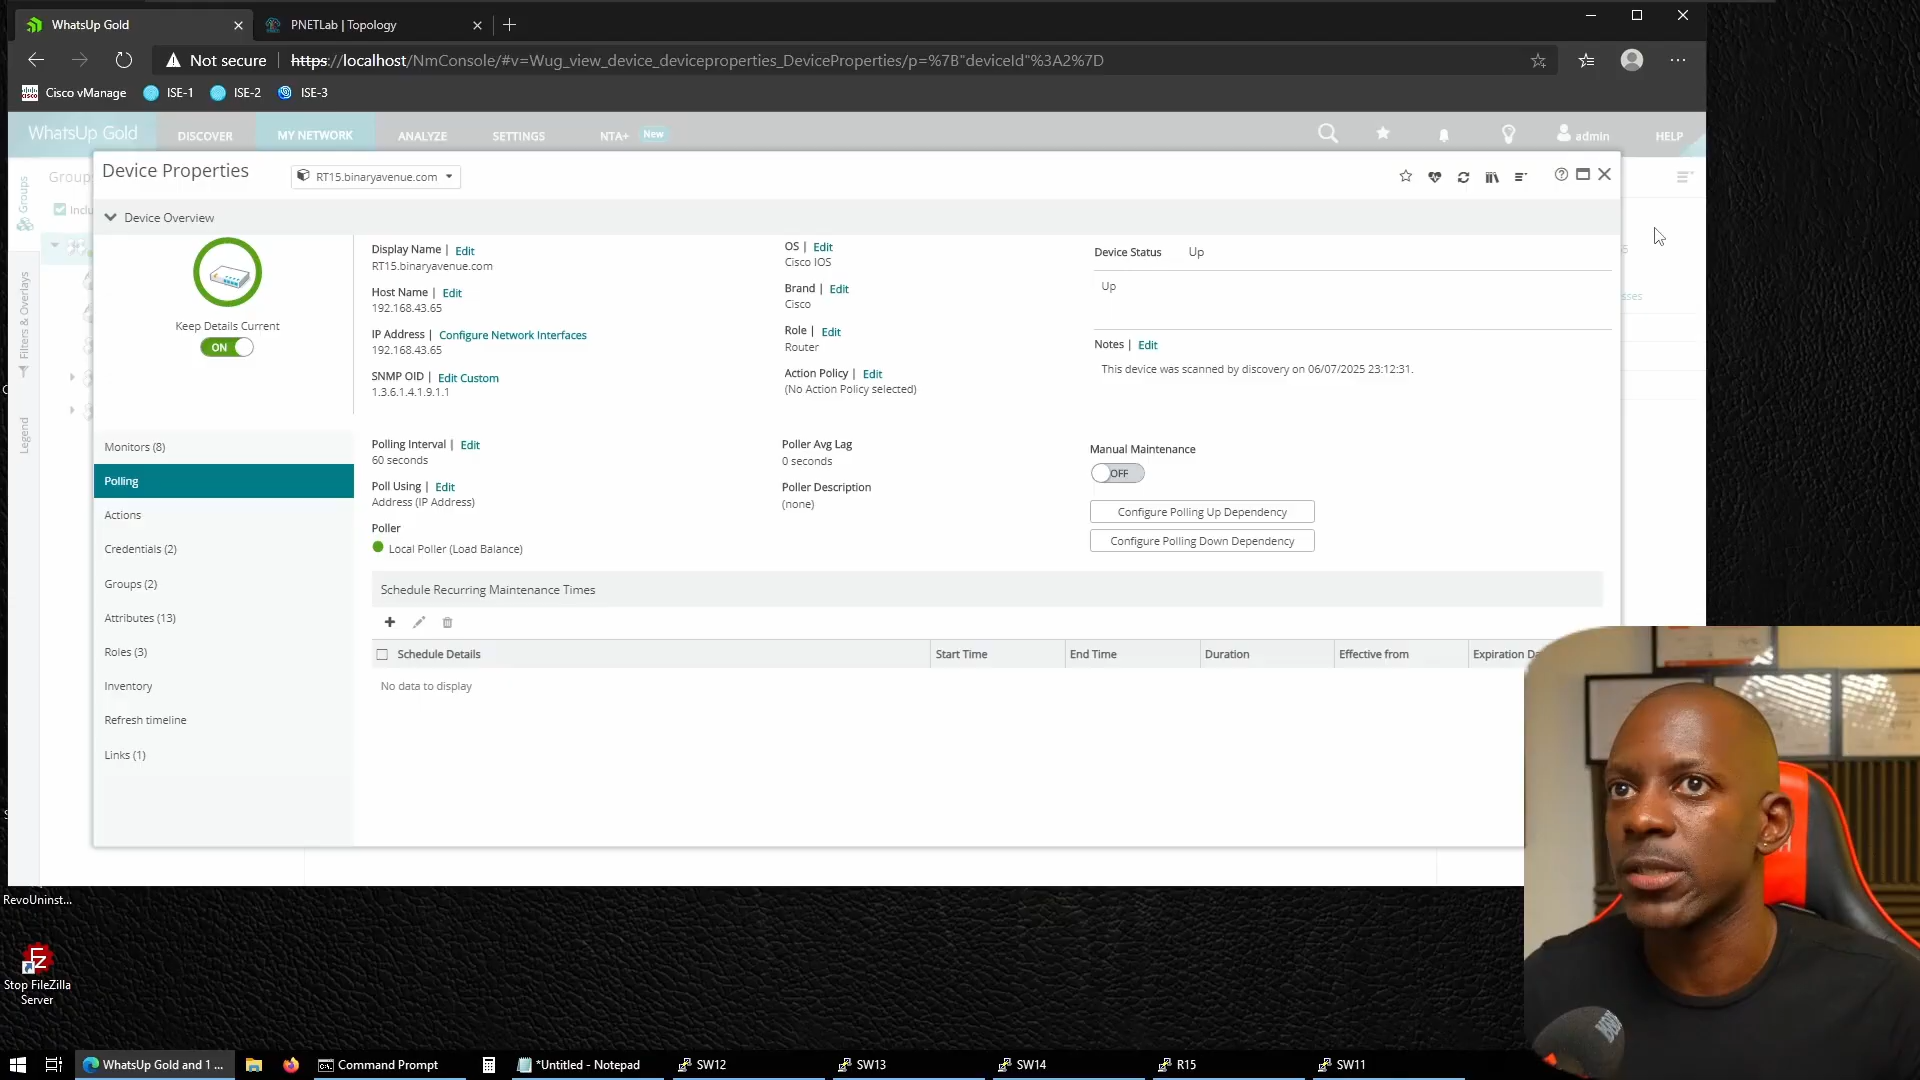 WhatsUp Gold
PNETLab | Topology
Not secure
https://localhost/NmConsole/#v=Wug_view_device_deviceproperties_DeviceProperties/p=%7B"deviceId"%3A2%7D
Cisco vManage
ISE-1
ISE-2
ISE-3
WhatsUp Gold
DISCOVER
MY NETWORK
ANALYZE
SETTINGS
NTA+
New
admin
HELP
Groups
Filters & Overlays
Legend
Group
Inclu
Device Properties
RT15.binaryavenue.com
Device Overview
Keep Details Current
ON
Display Name | Edit
RT15.binaryavenue.com
Host Name | Edit
192.168.43.65
IP Address | Configure Network Interfaces
192.168.43.65
SNMP OID | Edit Custom
1.3.6.1.4.1.9.1.1
OS | Edit
Cisco IOS
Brand | Edit
Cisco
Role | Edit
Router
Action Policy | Edit
(No Action Policy selected)
Device Status Up
Up
Notes | Edit
This device was scanned by discovery on 06/07/2025 23:12:31.
Monitors (8)
Polling
Actions
Credentials (2)
Groups (2)
Attributes (13)
Roles (3)
Inventory
Refresh timeline
Links (1)
Polling Interval | Edit
60 seconds
Poll Using | Edit
Address (IP Address)
Poller
Local Poller (Load Balance)
Poller Avg Lag
0 seconds
Poller Description
(none)
Manual Maintenance
OFF
Configure Polling Up Dependency
Configure Polling Down Dependency
Schedule Recurring Maintenance Times
Schedule Details
Start Time
End Time
Duration
Effective from
Expiration Da
No data to display
sses
RevoUninst...
Stop FileZilla
Server
WhatsUp Gold and 1 ...
Command Prompt
*Untitled - Notepad
SW12
SW13
SW14
R15
SW11